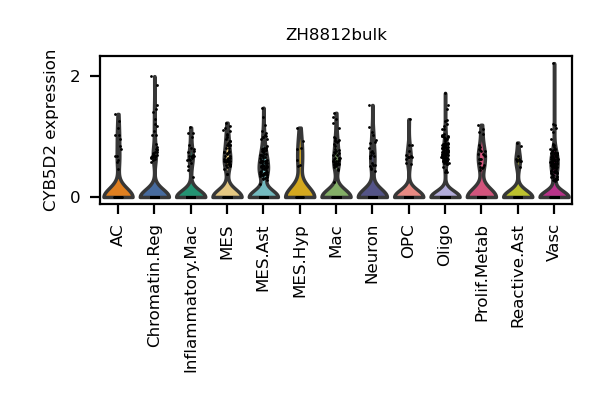 ZH8812bulk
CYB5D2 expression
2
0
AC
Chromatin.Reg
Inflammatory.Mac
MES
MES.Ast
MES.Hyp
Mac
Neuron
OPC
Oligo
Prolif.Metab
Reactive.Ast
Vasc